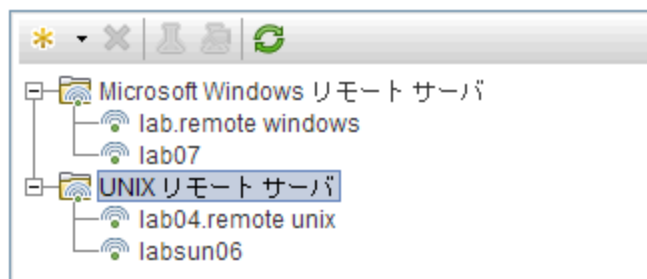 Microsoft Windows リモート サーバ
lab.remote windows
lab07
UNIX リモート サーバ
lab04.remote unix
labsun06